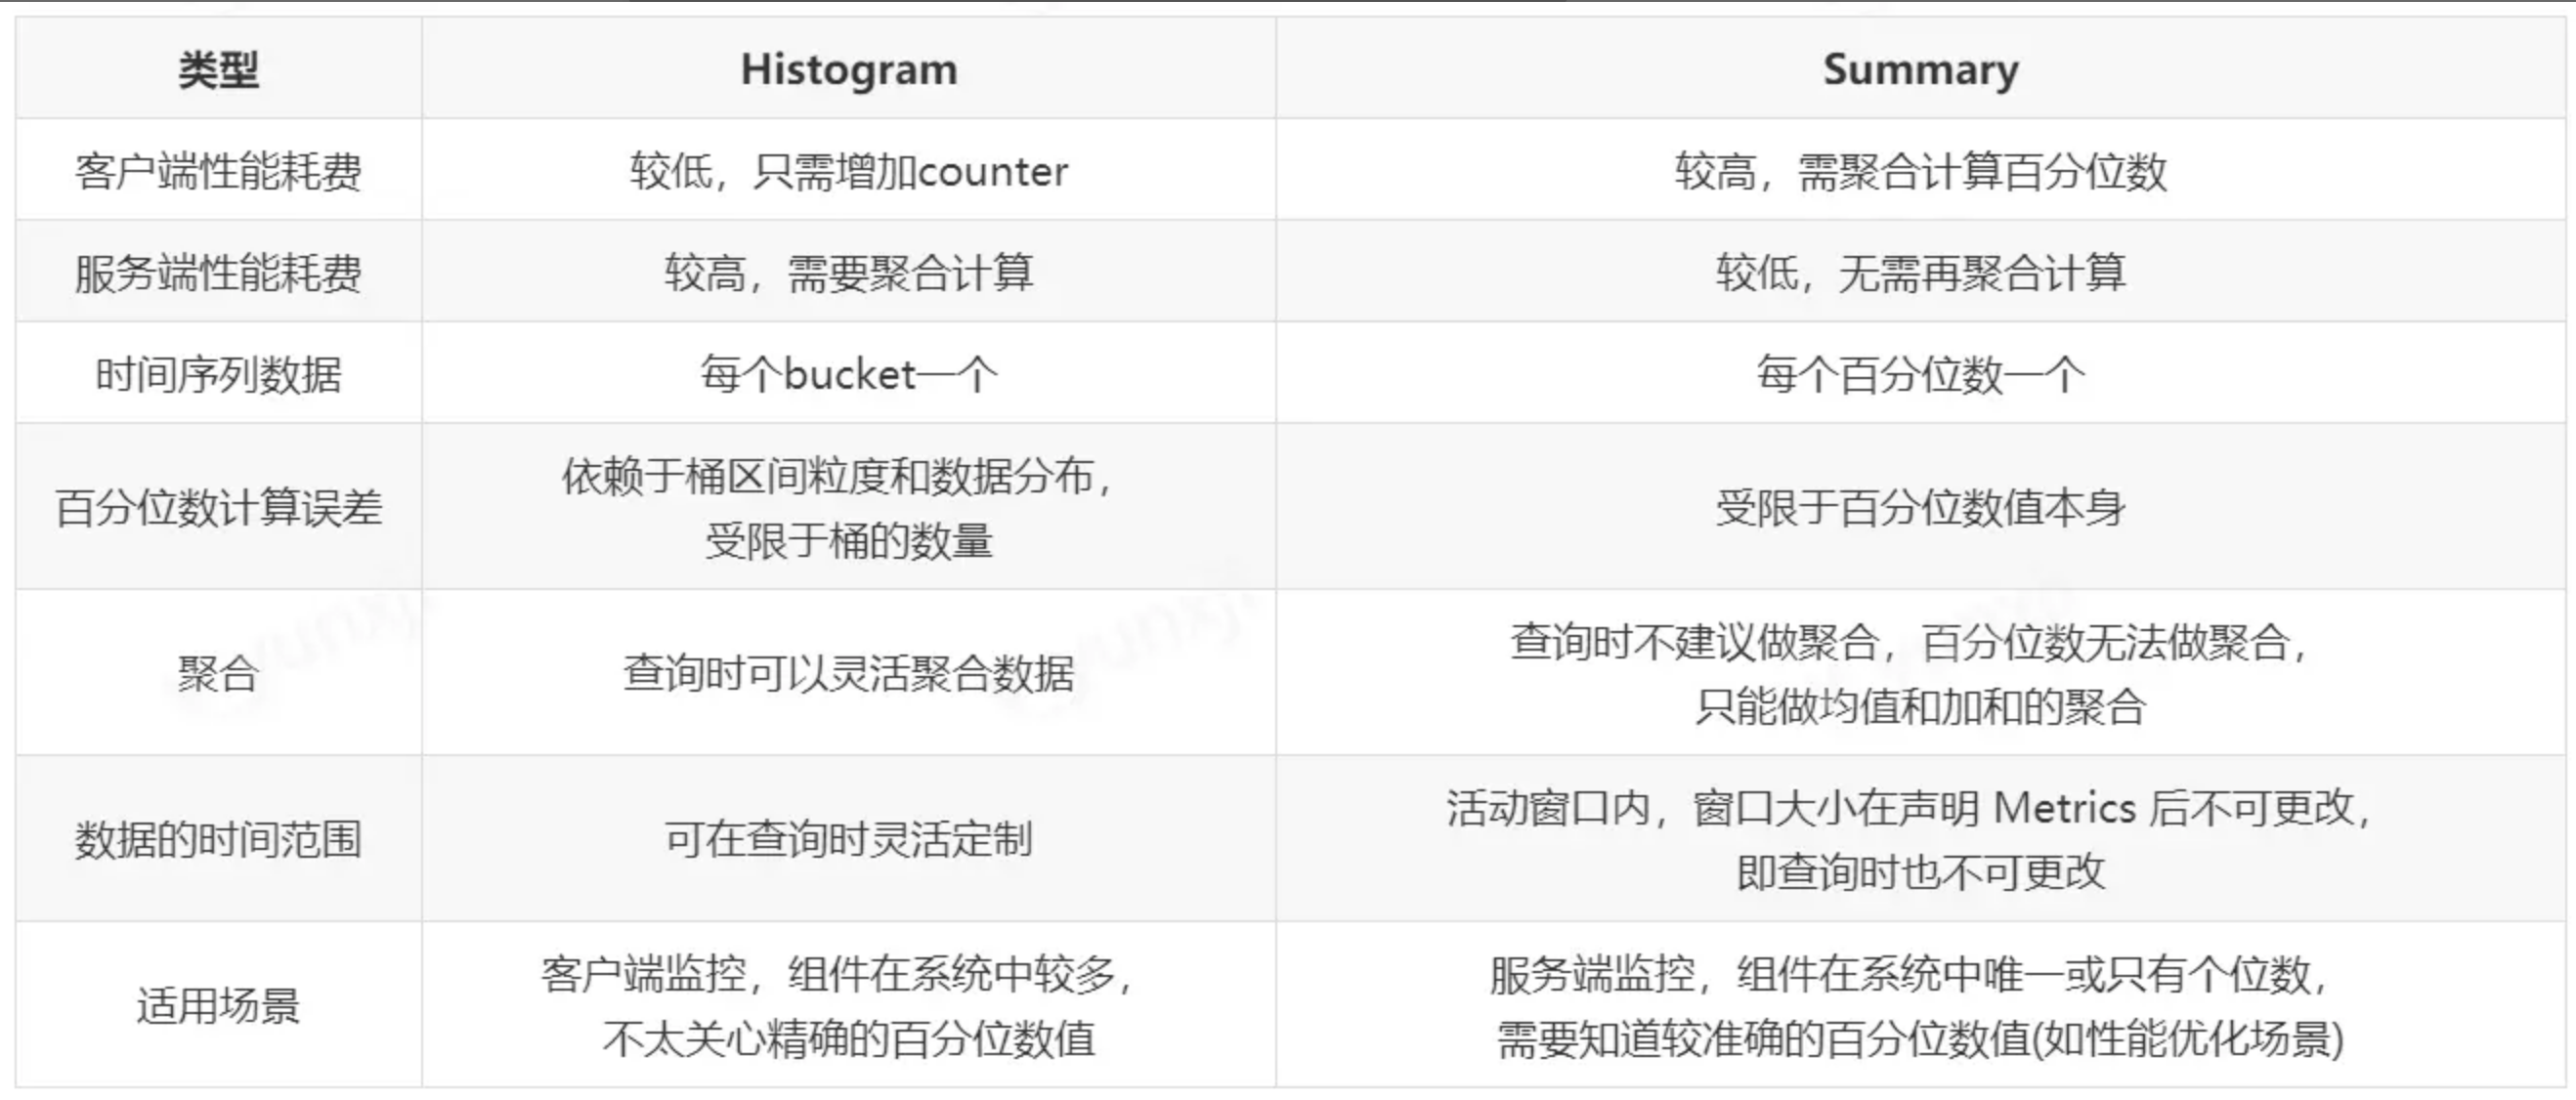 类型
Histogram
Summary
客户端性能耗费
较低，只需增加counter
较高，需聚合计算百分位数
服务端性能耗费
较高，需要聚合计算
较低，无需再聚合计算
时间序列数据
每个bucket一个
每个百分位数一个
百分位数计算误差
依赖于桶区间粒度和数据分布，
受限于桶的数量
受限于百分位数值本身
聚合
查询时可以灵活聚合数据
查询时不建议做聚合，百分位数无法做聚合，
只能做均值和加和的聚合
数据的时间范围
可在查询时灵活定制
活动窗口内，窗口大小在声明 Metrics 后不可更改，
即查询时也不可更改
适用场景
客户端监控，组件在系统中较多，
不太关心精确的百分位数值
服务端监控，组件在系统中唯一或只有个位数，
需要知道较准确的百分位数值(如性能优化场景)